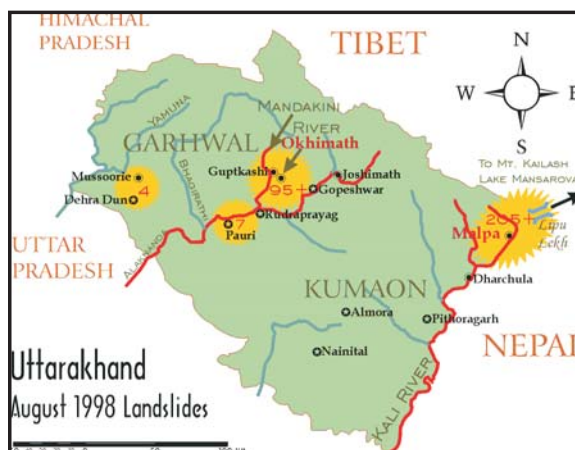 HIMACHAL
PRADESH
TIBET
N
W
E
S
YAMUNA
MANDAKINI
RIVER
GARHWAL
Okhimath
TO MT. KAILASH
LAKE MANSAROVA
Mussoorie
4
BHAGIRATHI
Guptkashi
95+
Joshimath
Gopeshwar
Dehra Dun
Rudraprayag
205+
Lipu
Lekh
Malpa
7
Pauri
UTTAR
PRADESH
ALAKNANDA
Dharchula
KUMAON
Almora
Pithoragarh
NEPAL
Nainital
KALI RIVER
Uttarakhand
August 1998 Landslides